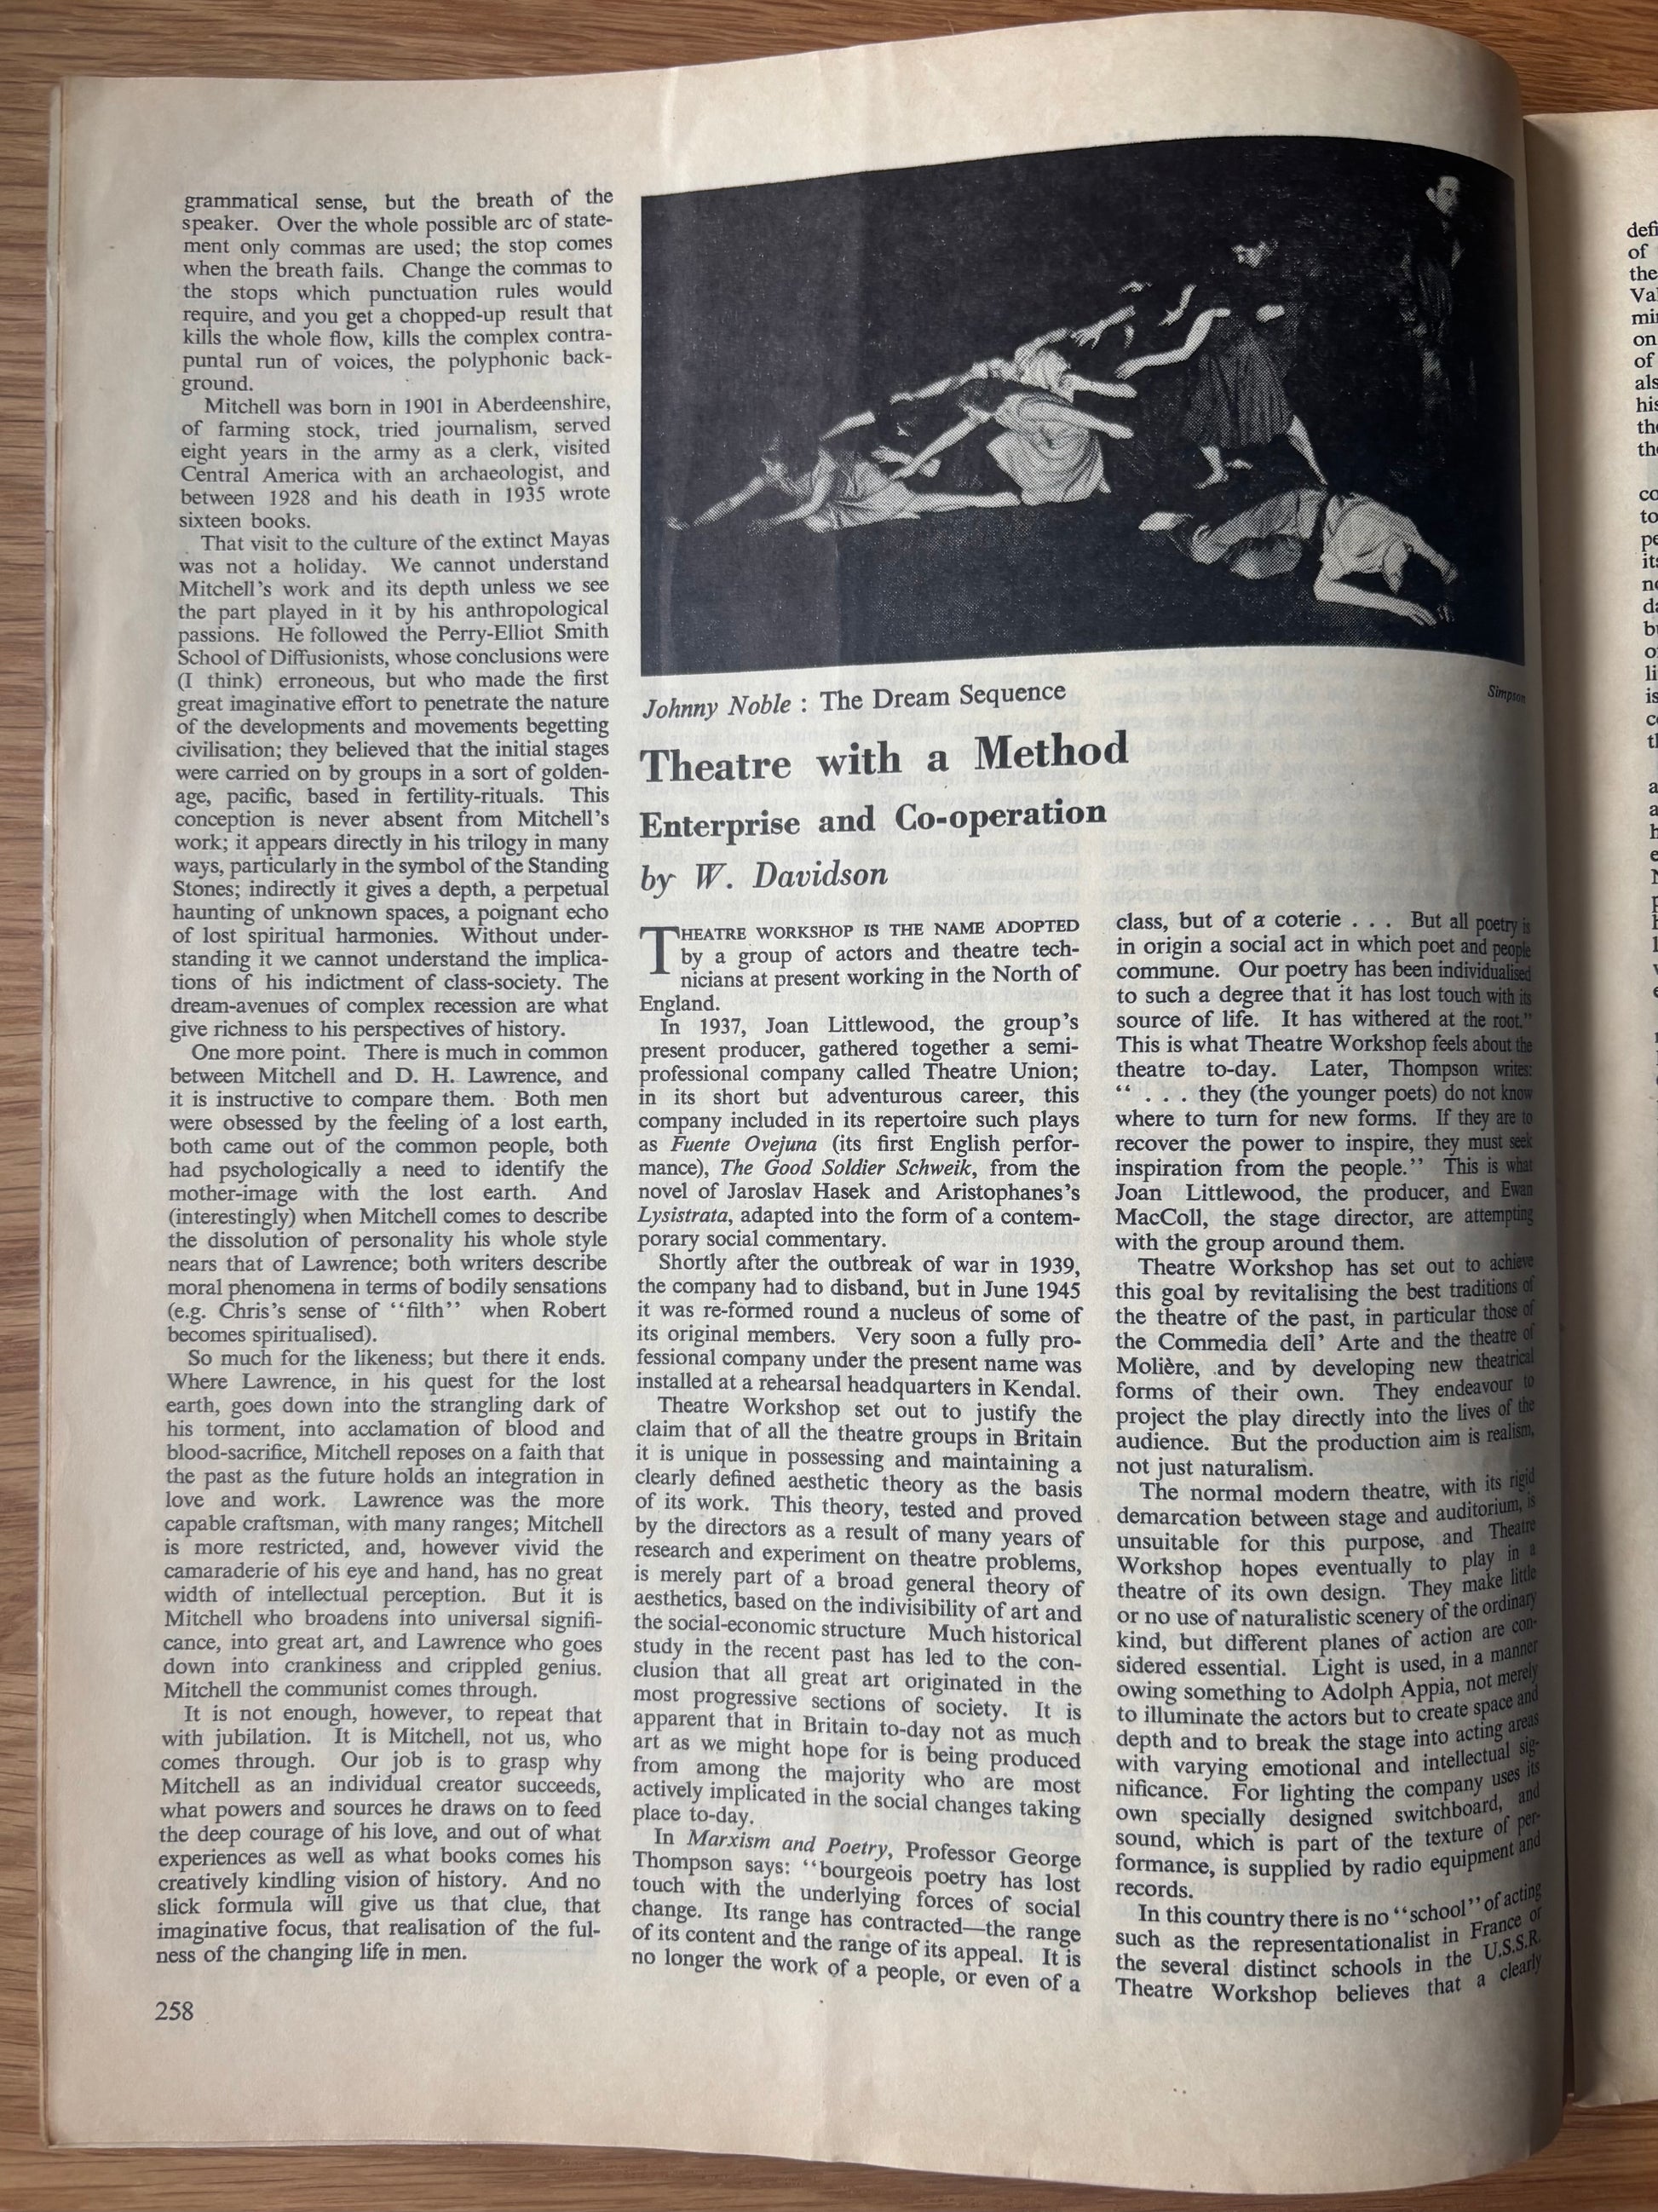 grammatical sense, but the breath of the
speaker. Over the whole possible arc of state-
ment only commas are used; the stop comes
when the breath fails. Change the commas to
the stops which punctuation rules would
require, and you get a chopped-up result that
kills the whole flow, kills the complex contra-
puntal run of voices, the polyphonic back-
ground.
Mitchell was born in 1901 in Aberdeenshire,
of farming stock, tried journalism, served
eight years in the army as a clerk, visited
Central America with an archaeologist, and
between 1928 and his death in 1935 wrote
sixteen books.
That visit to the culture of the extinct Mayas
was not a holiday. We cannot understand
Mitchell's work and its depth unless we see
the part played in it by his anthropological
passions. He followed the Perry-Elliot Smith
School of Diffusionists, whose conclusions were
(I think) erroneous, but who made the first
great imaginative effort to penetrate the nature
of the developments and movements begetting
civilisation; they believed that the initial stages
were carried on by groups in a sort of golden-
age, pacific, based in fertility-rituals. This
conception is never absent from Mitchell's
work; it appears directly in his trilogy in many
ways, particularly in the symbol of the Standing
Stones; indirectly it gives a depth, a perpetual
haunting of unknown spaces, a poignant echo
of lost spiritual harmonies. Without under-
standing it we cannot understand the implica-
tions of his indictment of class-society. The
dream-avenues of complex recession are what
give richness to his perspectives of history.
One more point. There is much in common
between Mitchell and D. H. Lawrence, and
it is instructive to compare them. Both men
were obsessed by the feeling of a lost earth,
both came out of the common people, both
had psychologically a need to identify the
mother-image with the lost earth. And
(interestingly) when Mitchell comes to describe
the dissolution of personality his whole style
nears that of Lawrence; both writers describe
moral phenomena in terms of bodily sensations
(e.g. Chris's sense of "filth" when Robert
becomes spiritualised).
So much for the likeness; but there it ends.
Where Lawrence, in his quest for the lost
earth, goes down into the strangling dark of
his torment, into acclamation of blood and
blood-sacrifice, Mitchell reposes on a faith that
the past as the future holds an integration in
love and work. Lawrence was the more
capable craftsman, with many ranges; Mitchell
is more restricted, and, however vivid the
camaraderie of his eye and hand, has no great
width of intellectual perception. But it is
Mitchell who broadens into universal signifi-
cance, into great art, and Lawrence who goes
down into crankiness and crippled genius.
Mitchell the communist comes through.
It is not enough, however, to repeat that
with jubilation. It is Mitchell, not us, who
comes through. Our job is to grasp why
Mitchell as an individual creator succeeds,
what powers and sources he draws on to feed
the deep courage of his love, and out of what
experiences as well as what books comes his
creatively kindling vision of history. And no
slick formula will give us that clue, that
imaginative focus, that realisation of the ful-
ness of the changing life in men.
258
Johnny Noble : The Dream Sequence
Simpson
Theatre with a Method
Enterprise and Co-operation
by W. Davidson
THEATRE WORKSHOP IS THE NAME ADOPTED
by a group of actors and theatre tech-
nicians at present working in the North of
England.
In 1937, Joan Littlewood, the group's
present producer, gathered together a semi-
professional company called Theatre Union;
in its short but adventurous career, this
company included in its repertoire such plays
as Fuente Ovejuna (its first English perfor-
mance), The Good Soldier Schweik, from the
novel of Jaroslav Hasek and Aristophanes's
Lysistrata, adapted into the form of a contem-
porary social commentary.
Shortly after the outbreak of war in 1939,
the company had to disband, but in June 1945
it was re-formed round a nucleus of some of
its original members. Very soon a fully pro-
fessional company under the present name was
installed at a rehearsal headquarters in Kendal.
Theatre Workshop set out to justify the
claim that of all the theatre groups in Britain
it is unique in possessing and maintaining a
clearly defined aesthetic theory as the basis
of its work. This theory, tested and proved
by the directors as a result of many years of
research and experiment on theatre problems,
is merely part of a broad general theory of
aesthetics, based on the indivisibility of art and
the social-economic structure Much historical
study in the recent past has led to the con-
clusion that all great art originated in the
most progressive sections of society. It is
apparent that in Britain to-day not as much
art as we might hope for is being produced
from among the majority who are most
actively implicated in the social changes taking
place to-day.
In Marxism and Poetry, Professor George
Thompson says: "bourgeois poetry has lost
touch with the underlying forces of social
change. Its range has contracted—the range
of its content and the range of its appeal. It is
no longer the work of a people, or even of a
class, but of a coterie . . . But all poetry is
in origin a social act in which poet and people
commune. Our poetry has been individualised
to such a degree that it has lost touch with its
source of life. It has withered at the root."
This is what Theatre Workshop feels about the
theatre to-day. Later, Thompson writes:
" . . . they (the younger poets) do not know
where to turn for new forms. If they are to
recover the power to inspire, they must seek
inspiration from the people." This is what
Joan Littlewood, the producer, and Ewan
MacColl, the stage director, are attempting
with the group around them.
Theatre Workshop has set out to achieve
this goal by revitalising the best traditions of
the theatre of the past, in particular those of
the Commedia dell' Arte and the theatre of
Molière, and by developing new theatrical
forms of their own. They endeavour to
project the play directly into the lives of the
audience. But the production aim is realism,
not just naturalism.
The normal modern theatre, with its rigid
demarcation between stage and auditorium, is
unsuitable for this purpose, and Theatre
Workshop hopes eventually to play in a
theatre of its own design. They make little
or no use of naturalistic scenery of the ordinary
kind, but different planes of action are con-
sidered essential. Light is used, in a manner
owing something to Adolph Appia, not merely
to illuminate the actors but to create space and
depth and to break the stage into acting areas
with varying emotional and intellectual sig-
nificance. For lighting the company uses its
own specially designed switchboard, and
sound, which is part of the texture of per-
formance, is supplied by radio equipment and
records.
In this country there is no "school" of acting
such as the representationalist in France or
the several distinct schools in the U.S.S.R.
Theatre Workshop believes that a clearly